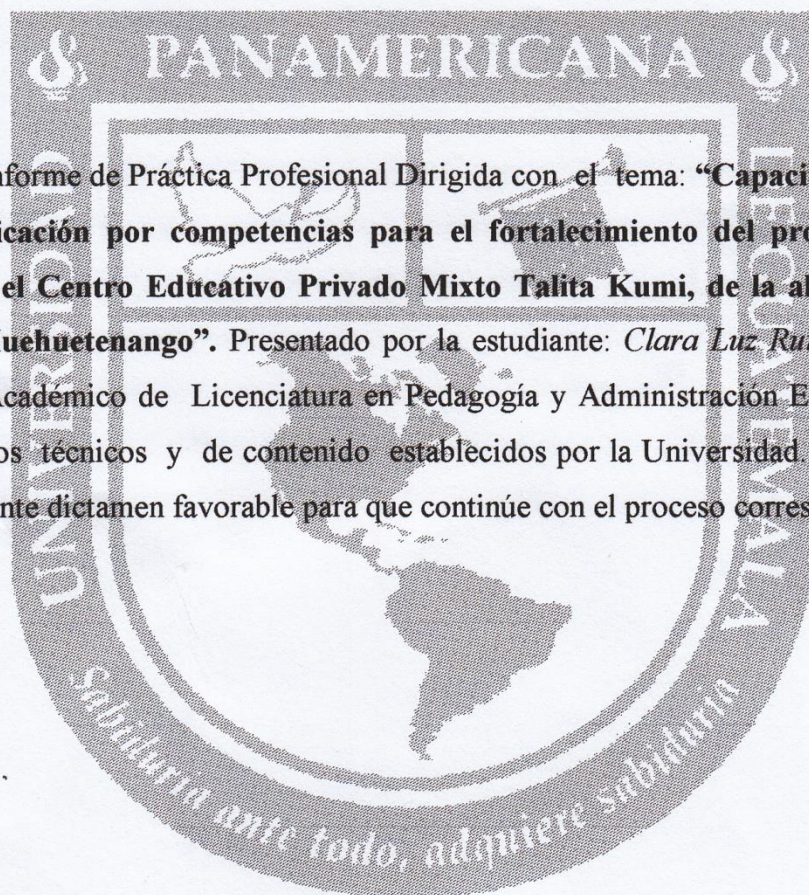 PANAMERICANA
UNIVERSIDAD
DE GUATEMALA
nforme de Práctica Profesional Dirigida con el tema: “Capaci
icación por competencias para el fortalecimiento del pro
el Centro Educativo Privado Mixto Talita Kumi, de la al
uehuetenango”. Presentado por la estudiante: Clara Luz Ru
Académico de Licenciatura en Pedagogía y Administración E
os técnicos y de contenido establecidos por la Universidad.
nte dictamen favorable para que continúe con el proceso corres
Sabiduría ante todo, adquiere sabiduría